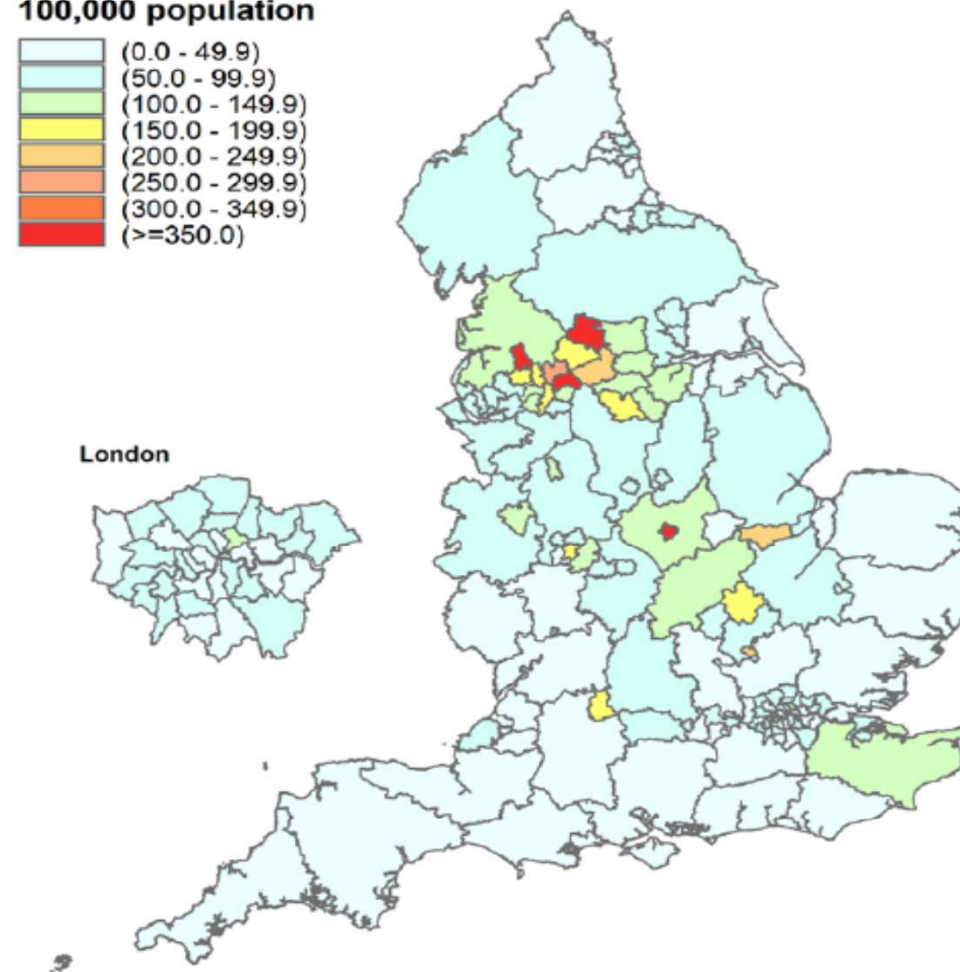 100,000 population
(0.0 - 49.9)
(50.0 - 99.9)
(100.0 - 149.9)
(150.0 - 199.9)
(200.0 - 249.9)
(250.0 - 299.9)
(300.0 - 349.9)
(>=350.0)
London